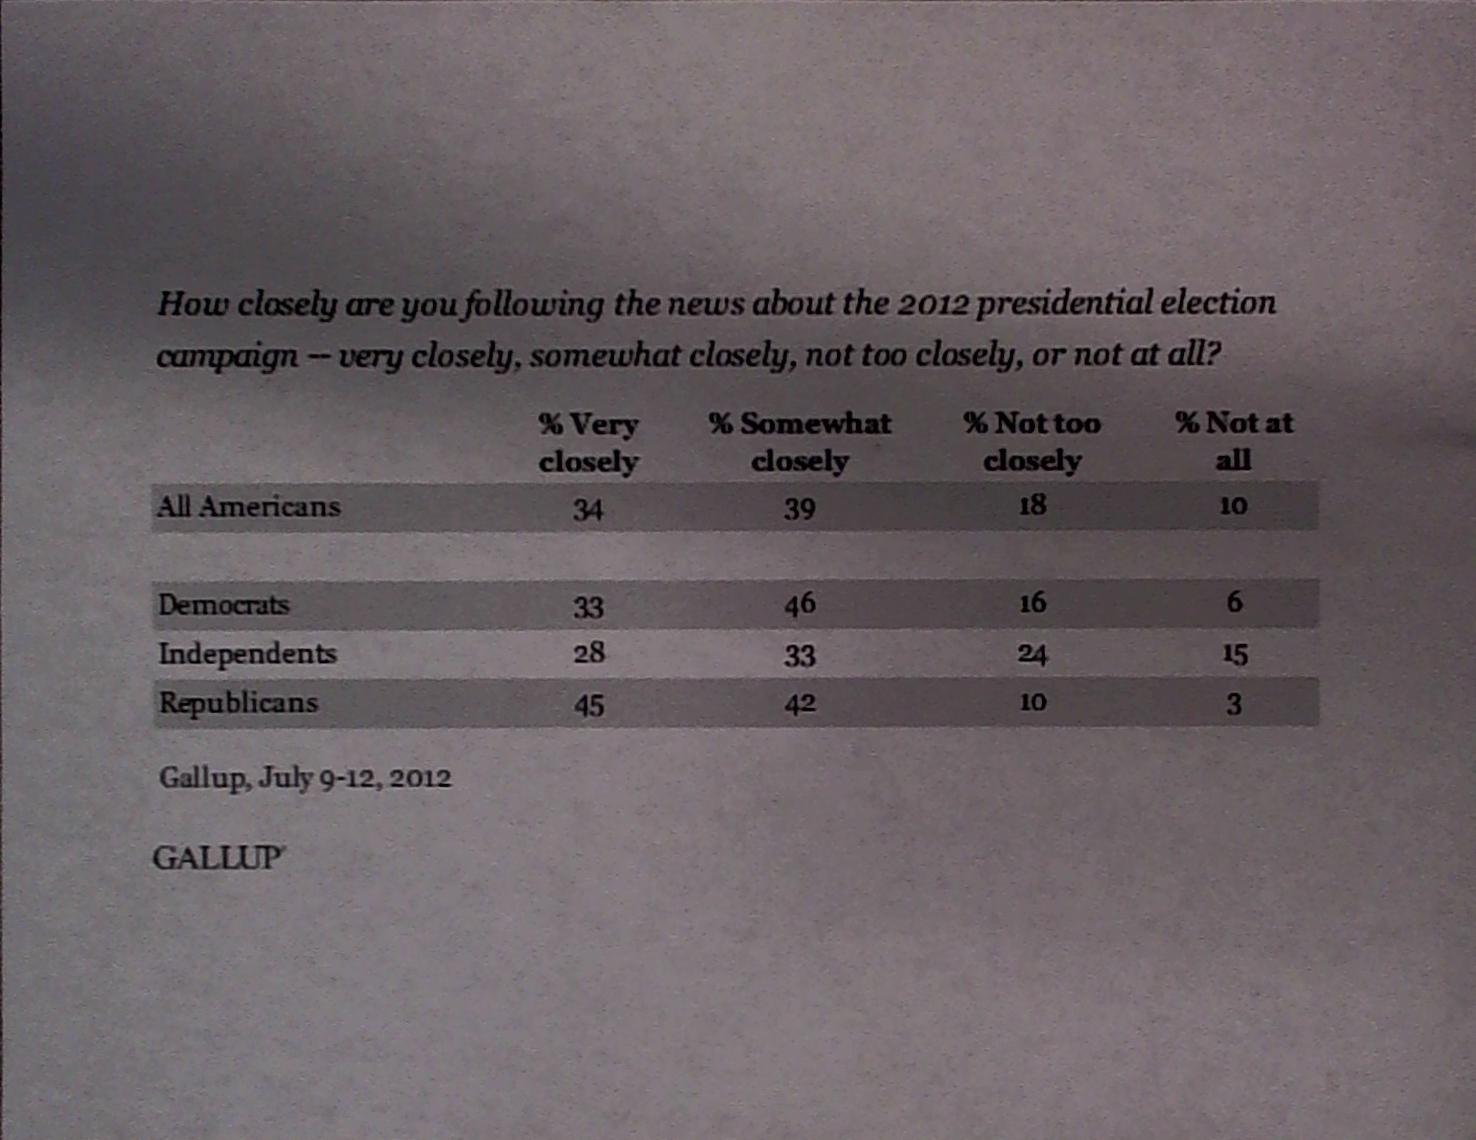 How closely are you following the news about the 2012 presidential election
campaign -- very closely, somewhat closely, not too closely, or not at all?
% Very closely % Somewhat closely % Not too closely % Not at all
All Americans 34 39 18 10
Democrats 33 46 16 6
Independents 28 33 24 15
Republicans 45 42 10 3
Gallup, July 9-12, 2012
GALLUP